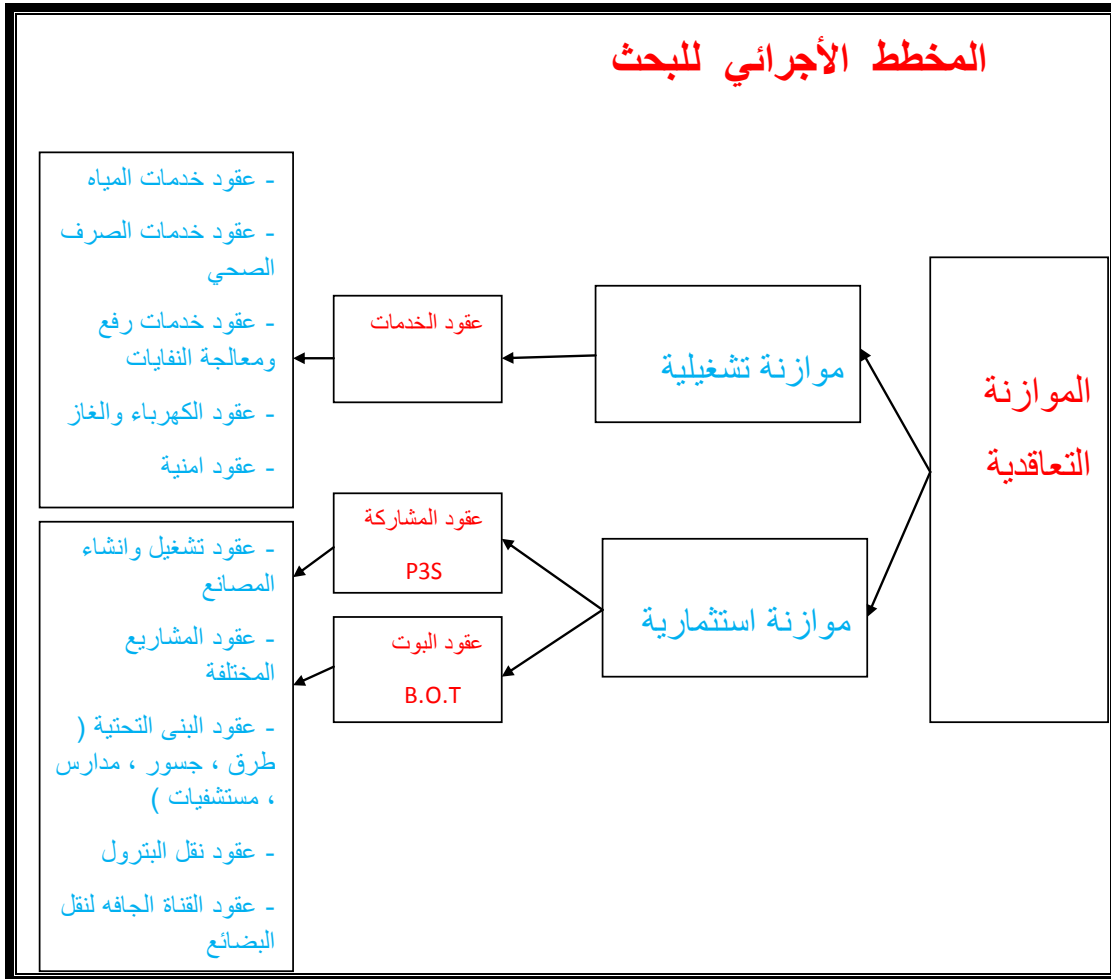 المخطط الأجرائي للبحث
الموازنة
التعاقدية
موازنة تشغيلية
موازنة استثمارية
عقود الخدمات
عقود المشاركة
P3S
عقود البوت
B.O.T
- عقود خدمات المياه
- عقود خدمات الصرف
الصحي
- عقود خدمات رفع
ومعالجة النفايات
- عقود الكهرباء والغاز
- عقود امنية
- عقود تشغيل وانشاء
المصانع
- عقود المشاريع
المختلفة
- عقود البنى التحتية (
طرق ، جسور ، مدارس
، مستشفيات )
- عقود نقل البترول
- عقود القناة الجافه لنقل
البضائع